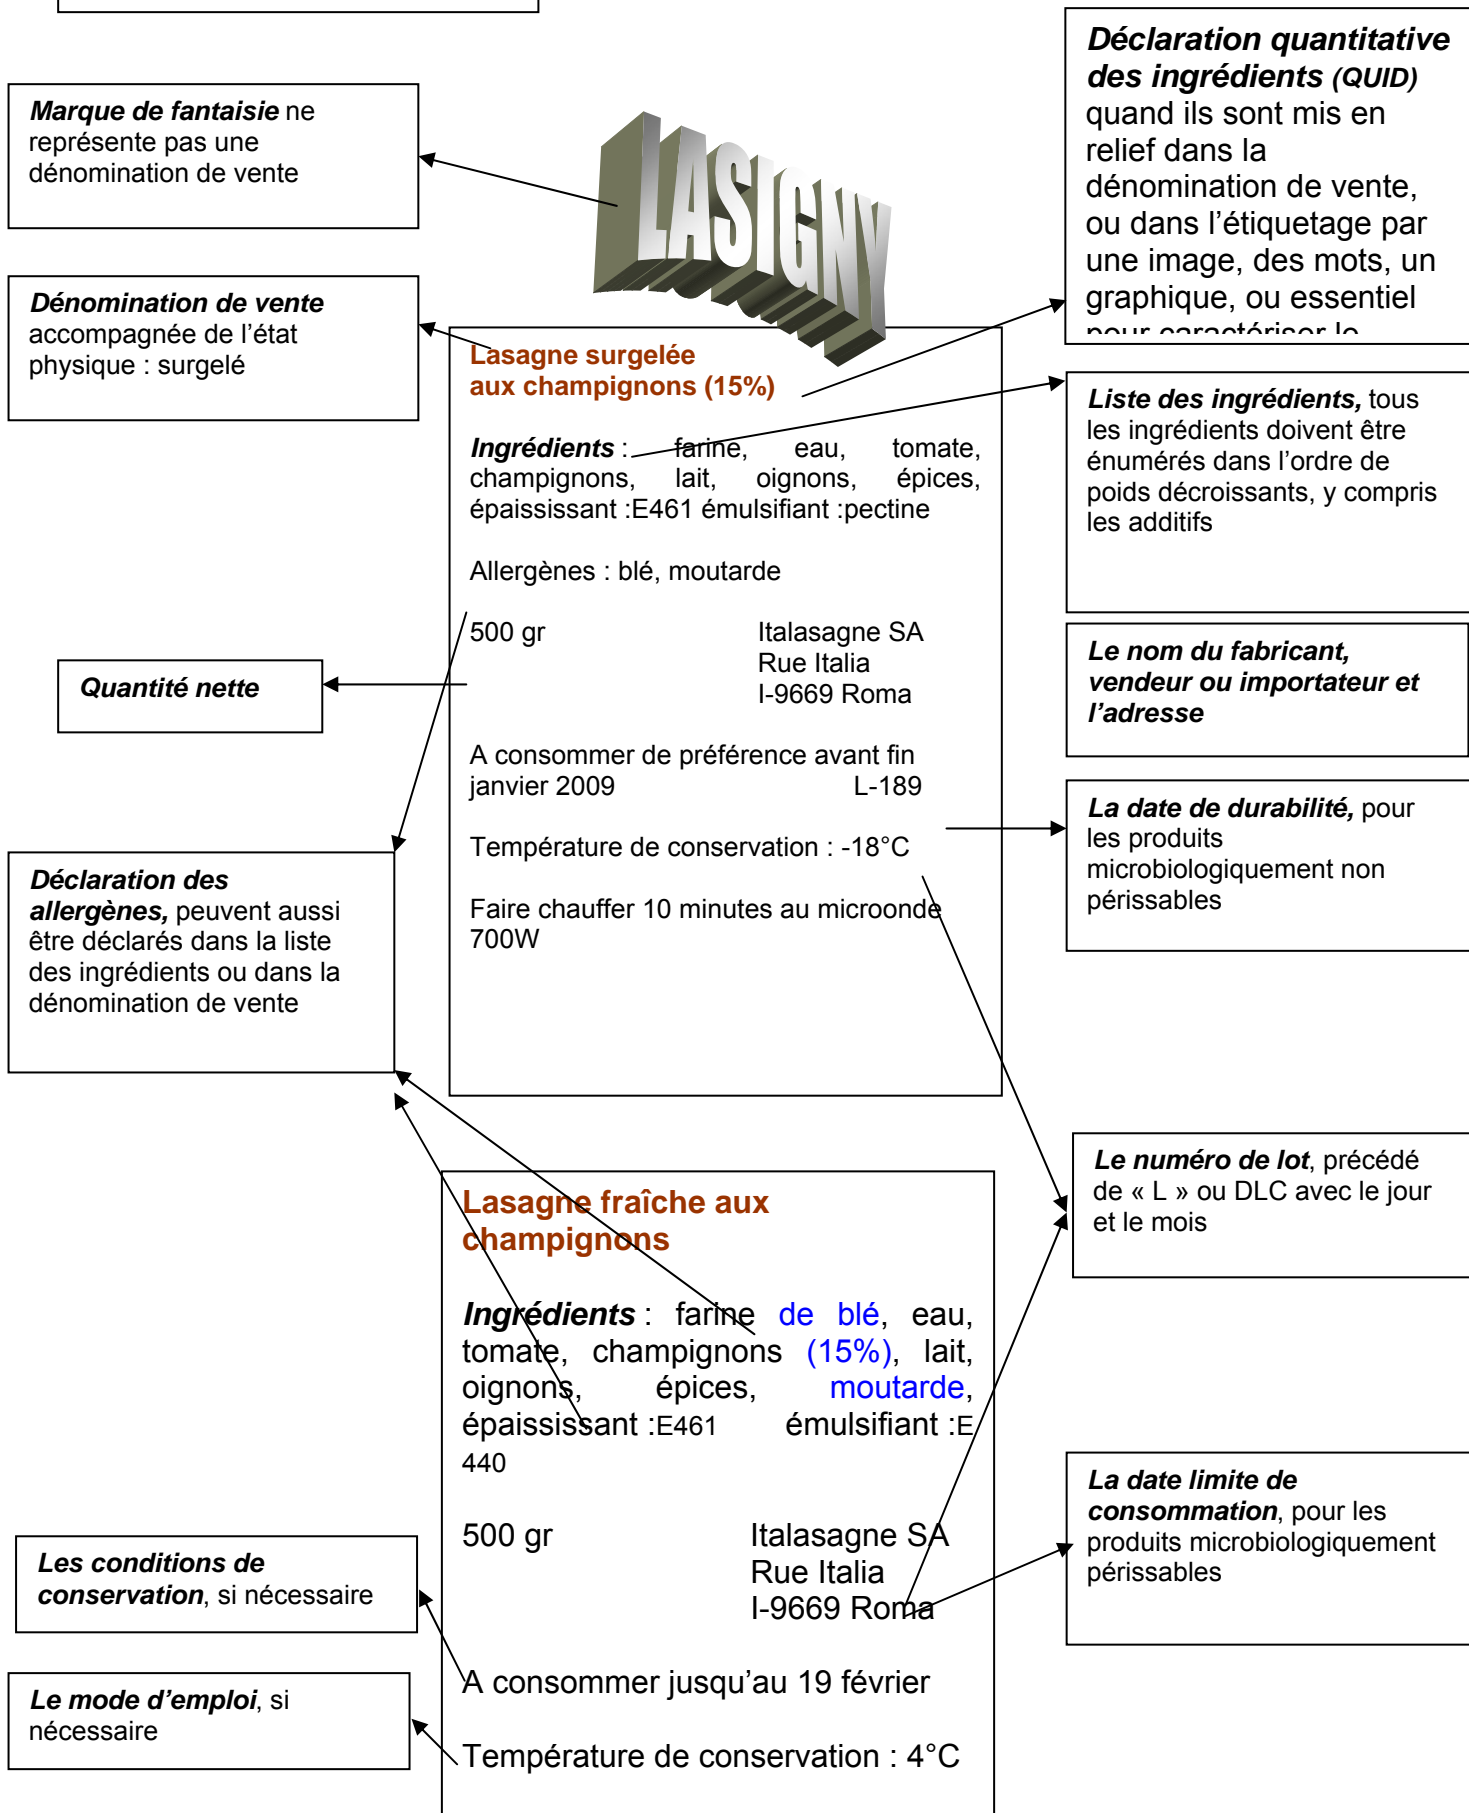 Marque de fantaisie ne
représente pas une
dénomination de vente
LASIGNY
Déclaration quantitative
des ingrédients (QUID)
quand ils sont mis en
relief dans la
dénomination de vente,
ou dans l’étiquetage par
une image, des mots, un
graphique, ou essentiel
pour caractériser le
Dénomination de vente
accompagnée de l’état
physique : surgelé
Lasagne surgelée
aux champignons (15%)
Ingrédients : farine, eau, tomate,
champignons, lait, oignons, épices,
épaississant :E461 émulsifiant :pectine
Allergènes : blé, moutarde
500 gr
Italasagne SA
Rue Italia
I-9669 Roma
A consommer de préférence avant fin
janvier 2009 L-189
Température de conservation : -18°C
Faire chauffer 10 minutes au microonde
700W
Liste des ingrédients, tous
les ingrédients doivent être
énumérés dans l’ordre de
poids décroissants, y compris
les additifs
Quantité nette
Le nom du fabricant,
vendeur ou importateur et
l’adresse
La date de durabilité, pour
les produits
microbiologiquement non
périssables
Déclaration des
allergènes, peuvent aussi
être déclarés dans la liste
des ingrédients ou dans la
dénomination de vente
Le numéro de lot, précédé
de « L » ou DLC avec le jour
et le mois
Lasagne fraîche aux
champignons
Ingrédients : farine de blé, eau,
tomate, champignons (15%), lait,
oignons, épices, moutarde,
épaississant :E461 émulsifiant :E
440
500 gr
Italasagne SA
Rue Italia
I-9669 Roma
A consommer jusqu’au 19 février
Température de conservation : 4°C
La date limite de
consommation, pour les
produits microbiologiquement
périssables
Les conditions de
conservation, si nécessaire
Le mode d’emploi, si
nécessaire